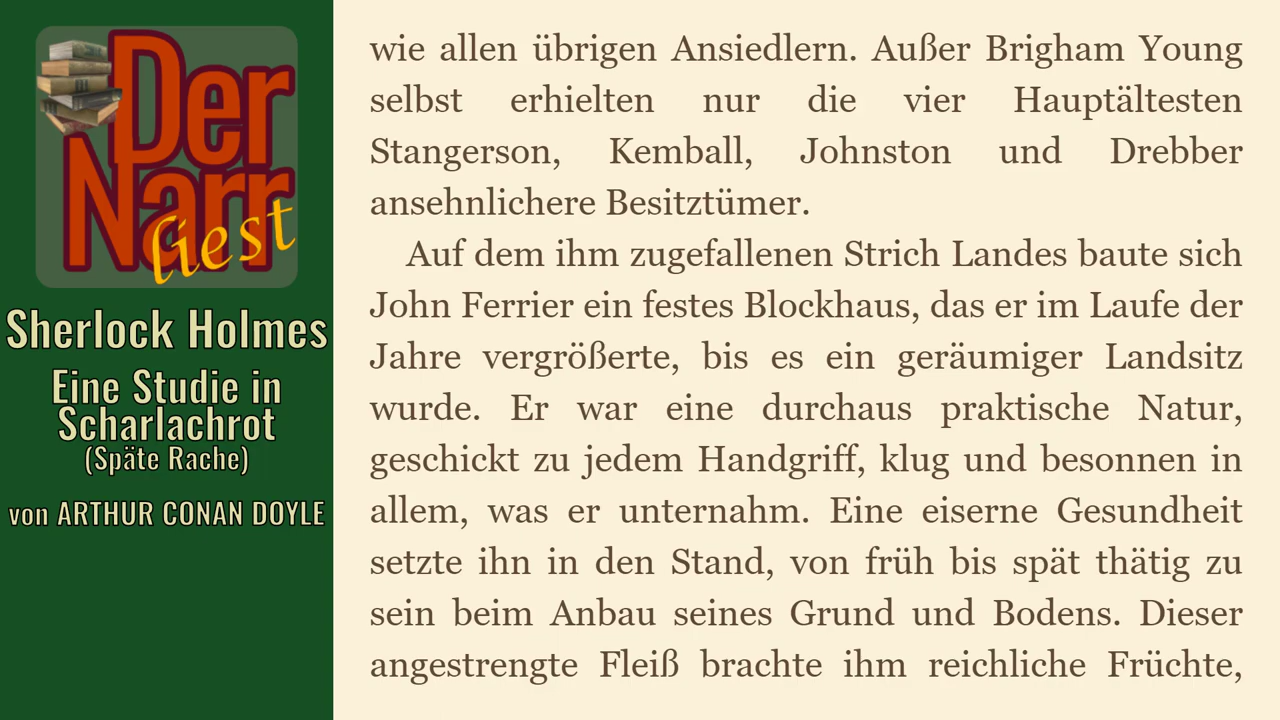 Der
Narr
liest
Sherlock Holmes
Eine Studie in
Scharlachrot
(Späte Rache)
von ARTHUR CONAN DOYLE
wie allen übrigen Ansiedlern. Außer Brigham Young
selbst erhielten nur die vier Hauptältesten
Stangerson, Kemball, Johnston und Drebber
ansehnlichere Besitztümer.
Auf dem ihm zugefallenen Strich Landes baute sich
John Ferrier ein festes Blockhaus, das er im Laufe der
Jahre vergrößerte, bis es ein geräumiger Landsitz
wurde. Er war eine durchaus praktische Natur,
geschickt zu jedem Handgriff, klug und besonnen in
allem, was er unternahm. Eine eiserne Gesundheit
setzte ihn in den Stand, von früh bis spät thätig zu
sein beim Anbau seines Grund und Bodens. Dieser
angestrengte Fleiß brachte ihm reichliche Früchte,